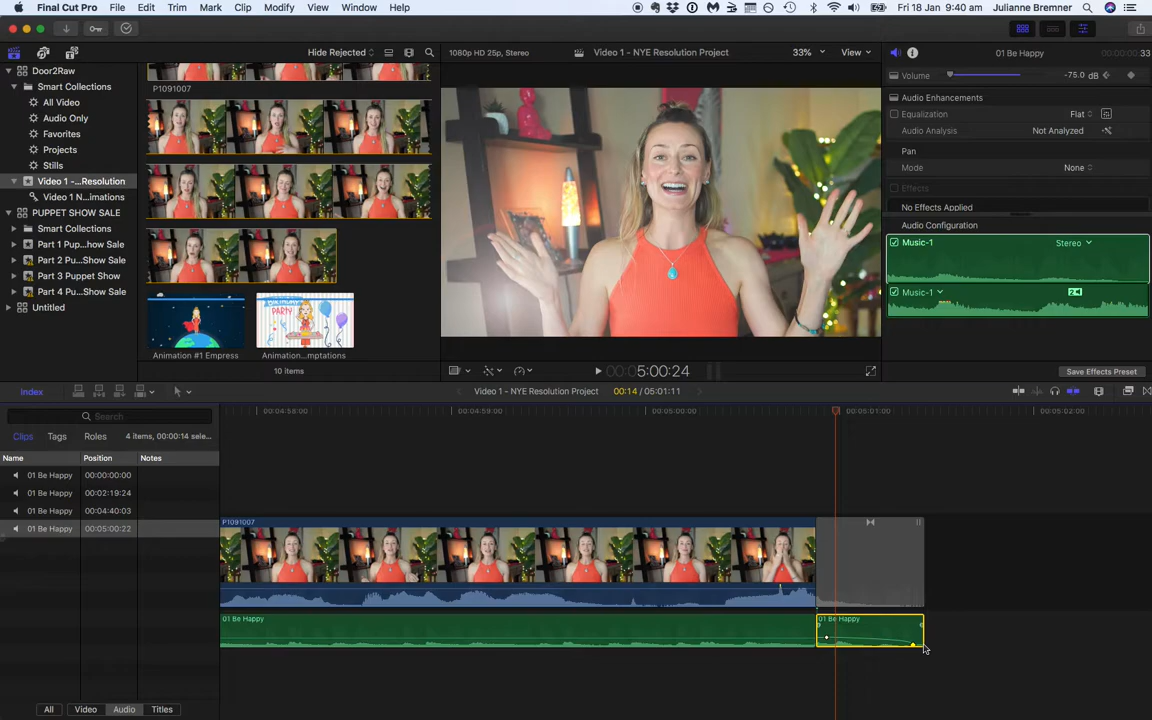 Final Cut Pro File Edit Trim Mark Clip Modify View Window Help Fri 18 Jan 9:40 am Julianne Bremner
Hide Rejected 1080p HD 25p, Stereo Video 1 - NYE Resolution Project 33% View 01 Be Happy 33
Door2Raw
Smart Collections
All Video
Audio Only
Favorites
Projects
Stills
Video 1 -...Resolution
Video 1 N...imations
PUPPET SHOW SALE
Smart Collections
Part 1 Pup...how Sale
Part 2 Pu...Show Sale
Part 3 Puppet Show
Part 4 Pu...Show Sale
Untitled
P1091007
BIRTHDAY
PARTY
Animation #1 Empress Animation...mptations
10 items
00:00:05:00:24
Volume -75.0 dB
Audio Enhancements
Equalization Flat
Audio Analysis Not Analyzed
Pan
Mode None
Effects
No Effects Applied
Audio Configuration
Music-1 Stereo
Music-1 2
Save Effects Preset
Index Video 1 - NYE Resolution Project 00:14 / 05:01:11
Search
Clips Tags Roles 4 items, 00:00:14 sele...
Name Position Notes
01 Be Happy 00:00:00:00
01 Be Happy 00:02:19:24
01 Be Happy 00:04:40:03
01 Be Happy 00:05:00:22
All Video Audio Titles
00:04:58:00 00:04:59:00 00:05:00:00 00:05:01:00 00:05:02:00
P1091007
01 Be Happy 01 Be Happy